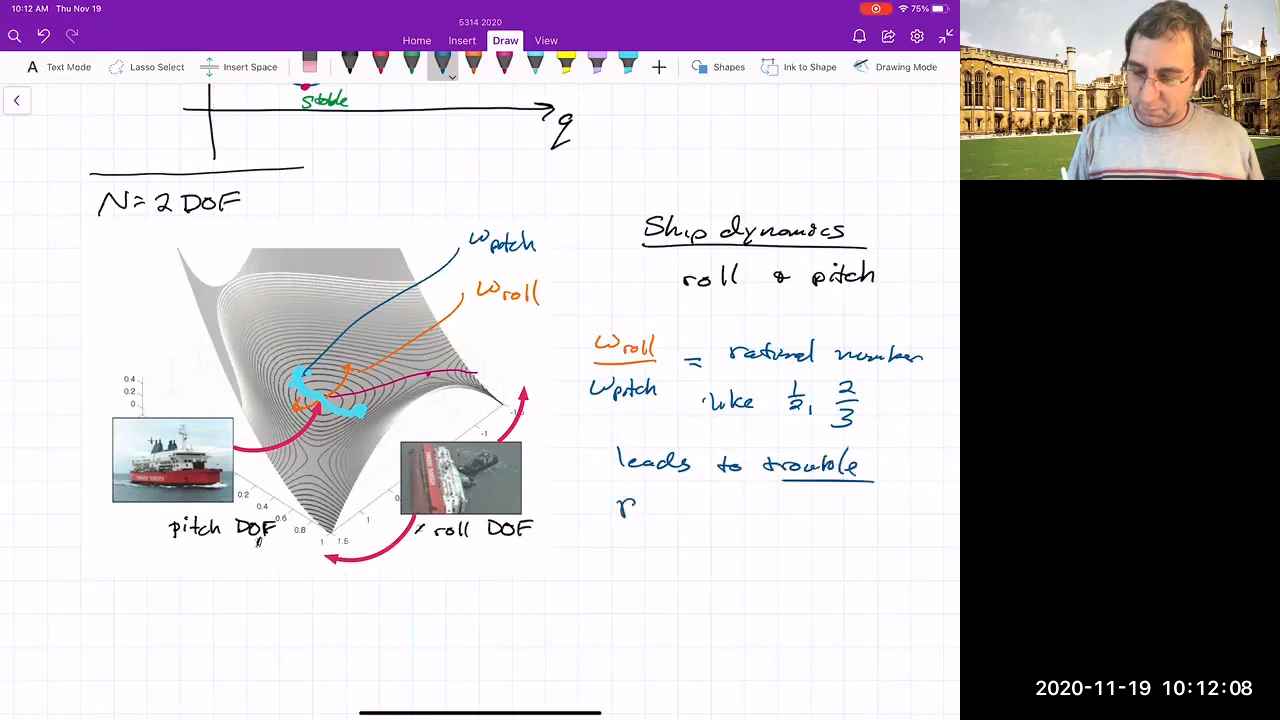 10:12 AM Thu Nov 19
75%
5314 2020
Home Insert Draw View
Text Mode Lasso Select Insert Space Shapes Ink to Shape Drawing Mode
stable
q
N=2 DOF
Ship dynamics
roll & pitch
ωpitch
ωroll
ωroll
ωpitch
= rational number
like 1/2, 2/3
leads to trouble
r
0.4
0.2
0
-1
0
0.2
0.4
0.6
0.8
1
1.5
1
pitch DOF
x roll DOF
2020-11-19 10:12:08